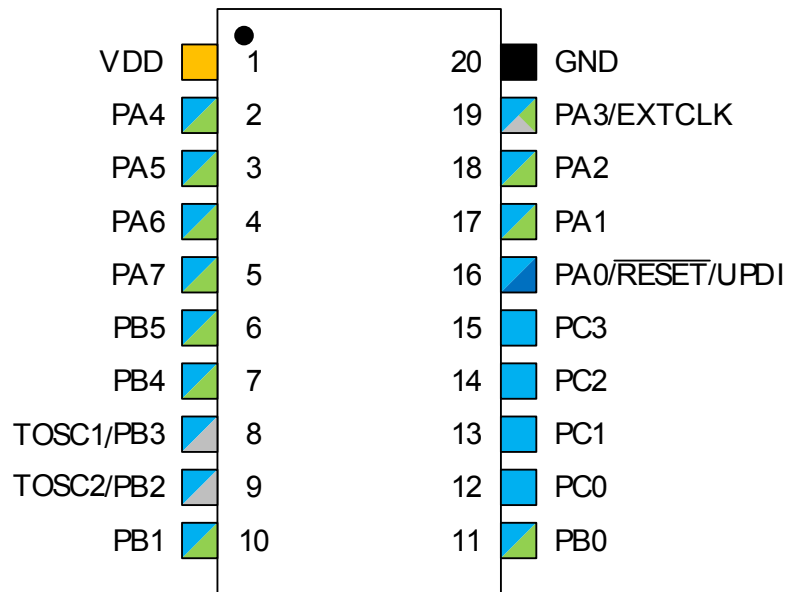 VDD 1 20 GND
PA4 2 19 PA3/EXTCLK
PA5 3 18 PA2
PA6 4 17 PA1
PA7 5 16 PA0/RESET/UPDI
PB5 6 15 PC3
PB4 7 14 PC2
TOSC1/PB3 8 13 PC1
TOSC2/PB2 9 12 PC0
PB1 10 11 PB0